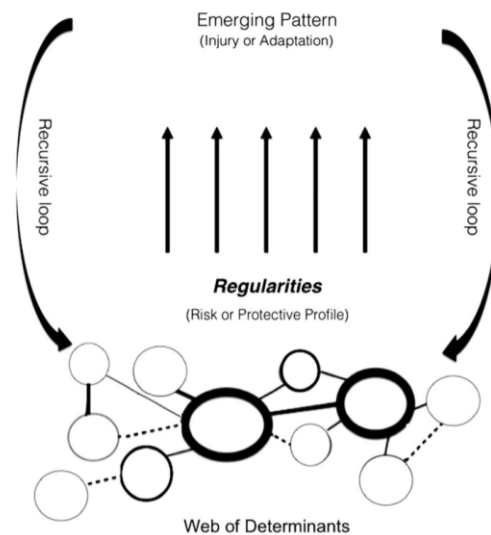 Emerging Pattern
(Injury or Adaptation)
Recursive loop
Recursive loop
Regularities
(Risk or Protective Profile)
Web of Determinants